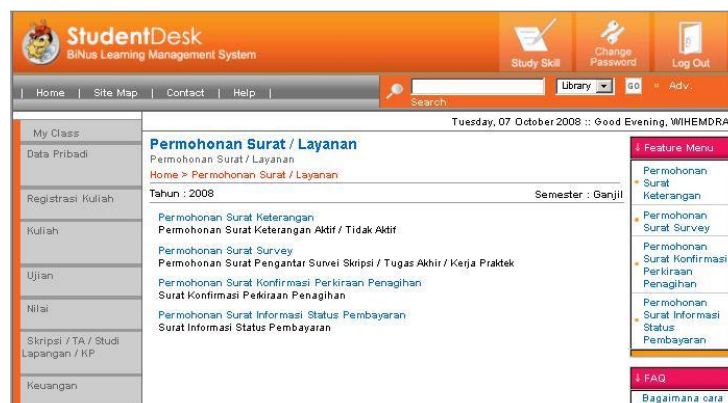 StudentDesk
BiNus Learning Management System
Study Skill
Change
Password
Log Out
| Home | Site Map | Contact | Help |
Library
GO
» Adv.
Search
Tuesday, 07 October 2008 :: Good Evening, WIHEMDRA
My Class
Data Pribadi
Registrasi Kuliah
Kuliah
Ujian
Nilai
Skripsi / TA / Studi
Lapangan / KP
Keuangan
Permohonan Surat / Layanan
Permohonan Surat / Layanan
Home > Permohonan Surat / Layanan
Tahun : 2008
Semester : Ganjil
Permohonan Surat Keterangan
Permohonan Surat Keterangan Aktif / Tidak Aktif
Permohonan Surat Survey
Permohonan Surat Pengantar Survei Skripsi / Tugas Akhir / Kerja Praktek
Permohonan Surat Konfirmasi Perkiraan Penagihan
Surat Konfirmasi Perkiraan Penagihan
Permohonan Surat Informasi Status Pembayaran
Surat Informasi Status Pembayaran
↓ Feature Menu
Permohonan
Surat
Keterangan
Permohonan
Surat Survey
Permohonan
Surat Konfirmasi
Perkiraan
Penagihan
Permohonan
Surat Informasi
Status
Pembayaran
↓ FAQ
Bagaimana cara